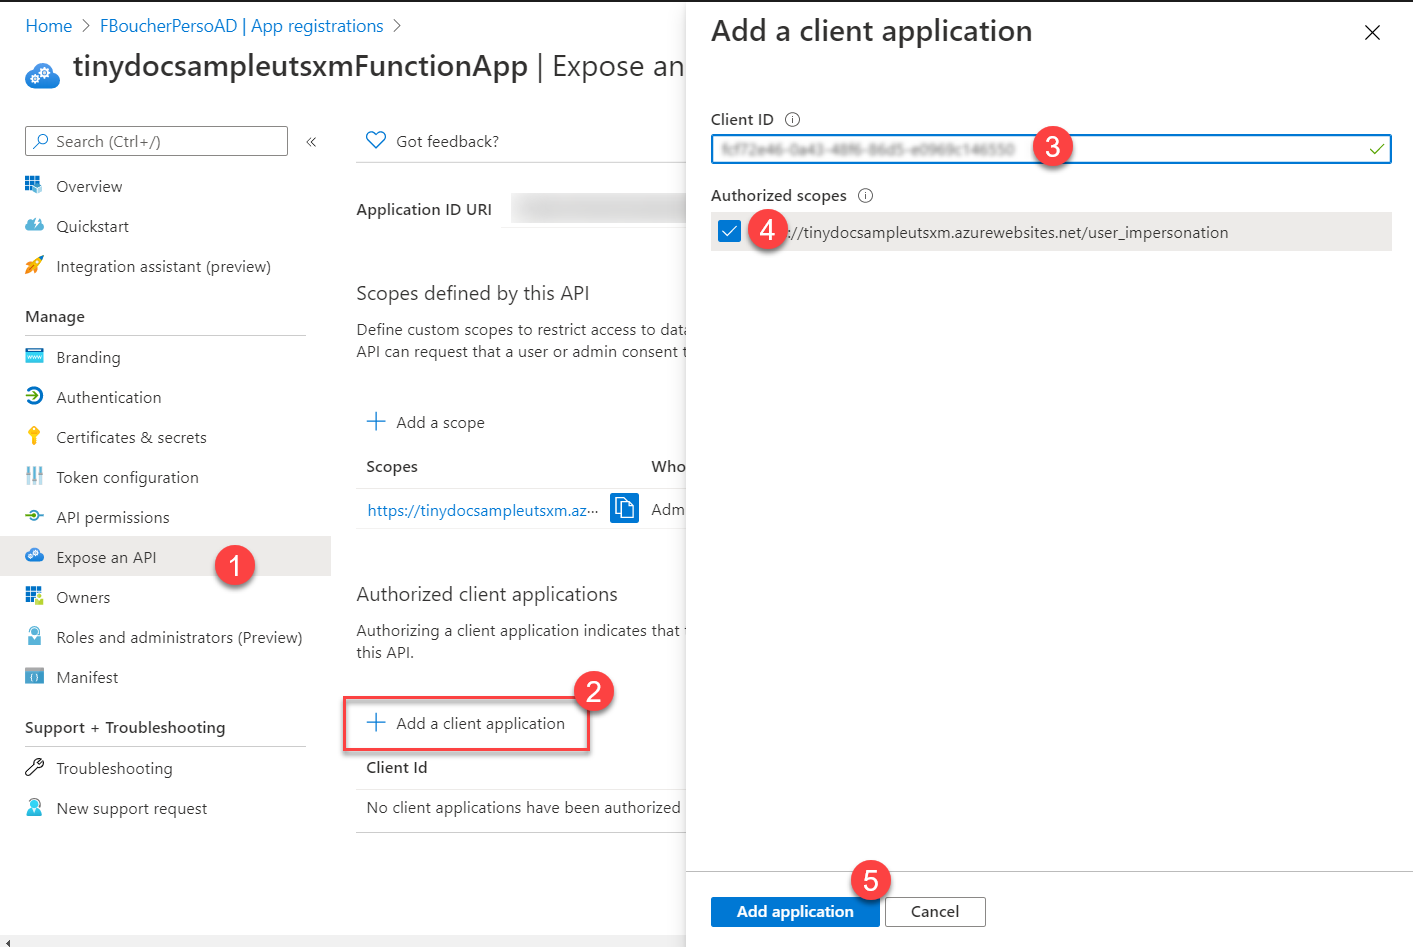 Home > FBoucherPersoAD | App registrations >
tinydocsampleutsxmFunctionApp | Expose an
Search (Ctrl+/)
«
Overview
Quickstart
Integration assistant (preview)
Manage
Branding
Authentication
Certificates & secrets
Token configuration
API permissions
Expose an API
1
Owners
Roles and administrators (Preview)
Manifest
Support + Troubleshooting
Troubleshooting
New support request
Got feedback?
Application ID URI
Scopes defined by this API
Define custom scopes to restrict access to data
API can request that a user or admin consent
+ Add a scope
Scopes Who
https://tinydocsampleutsxm.az··· Adm
Authorized client applications
Authorizing a client application indicates that
this API.
2
+ Add a client application
Client Id
No client applications have been authorized
Add a client application
Client ID
3
Authorized scopes
4 ://tinydocsampleutsxm.azurewebsites.net/user_impersonation
5
Add application Cancel